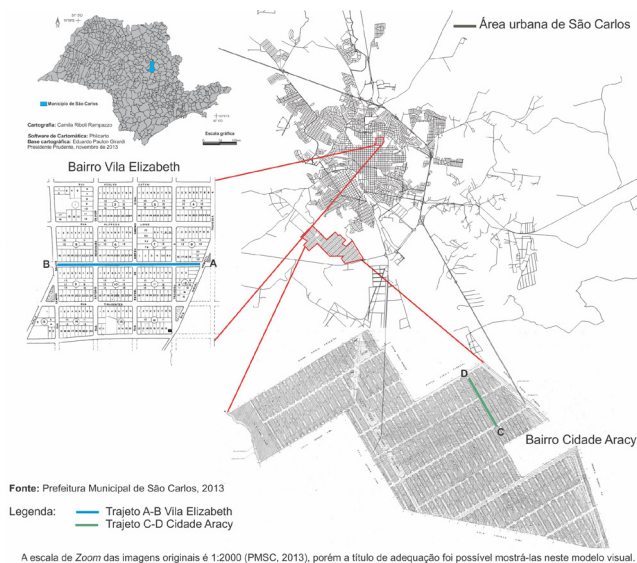 Área urbana de São Carlos
Município de São Carlos
Cartografia: Camila Riboli Rampazzo
Software de Cartomática: Philcarto
Base cartográfica: Eduardo Paulon Girardi
Presidente Prudente, novembro de 2013
Escala gráfica
Bairro Vila Elizabeth
B
A
D
C
Bairro Cidade Aracy
Fonte: Prefeitura Municipal de São Carlos, 2013
Legenda:
Trajeto A-B Vila Elizabeth
Trajeto C-D Cidade Aracy
A escala de Zoom das imagens originais é 1:2000 (PMSC, 2013), porém a título de adequação foi possível mostrá-las neste modelo visual.